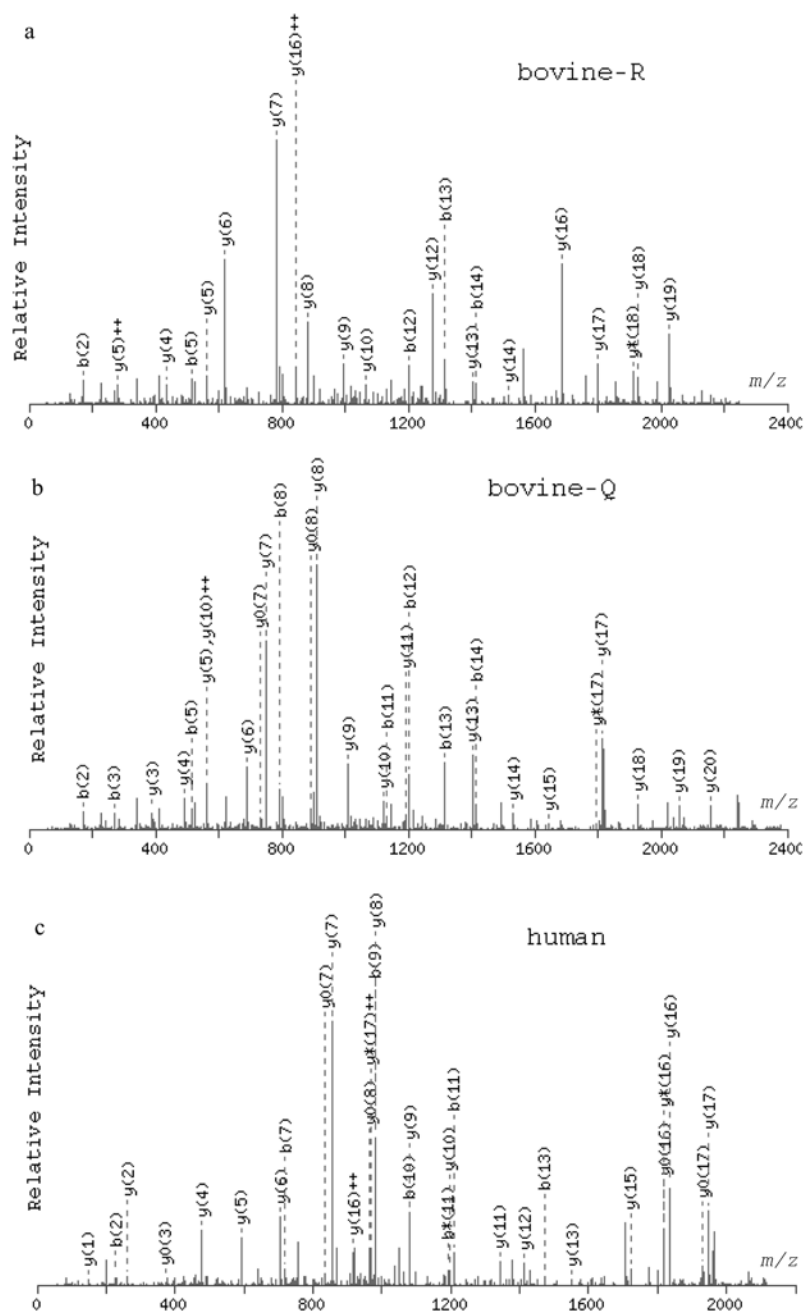 a
bovine-R
Relative Intensity
b(2)
y(5)++
y(4)
b(5)
y(5)
y(6)
y(7)
y(16)++
y(8)
y(9)
y(10)
b(12)
y(12)
b(13)
y(13)
b(14)
y(14)
y(16)
y(17)
y*(18)
y(18)
y(19)
m/z
0 400 800 1200 1600 2000 2400
b
bovine-Q
Relative Intensity
b(2)
b(3)
y(3)
y(4)
b(5)
y(5),y(10)++
y(6)
y0(7)
y(7)
b(8)
y0(8)
y(8)
y(9)
y(10)
b(11)
y(11)
b(12)
b(13)
y(13)
b(14)
y(14)
y(15)
y*(17)
y(17)
y(18)
y(19)
y(20)
m/z
0 400 800 1200 1600 2000 2400
c
human
Relative Intensity
y(1)
b(2)
y(2)
y0(3)
y(4)
y(5)
y(6)
b(7)
y0(7)
y(7)
y(16)++
y0(8)
y*(17)++
b(9)
y(8)
b(10)
y(9)
b*(11)
y(10)
b(11)
y(11)
y(12)
b(13)
y(13)
y(15)
y0(16)
y*(16)
y(16)
y0(17)
y(17)
m/z
0 400 800 1200 1600 2000